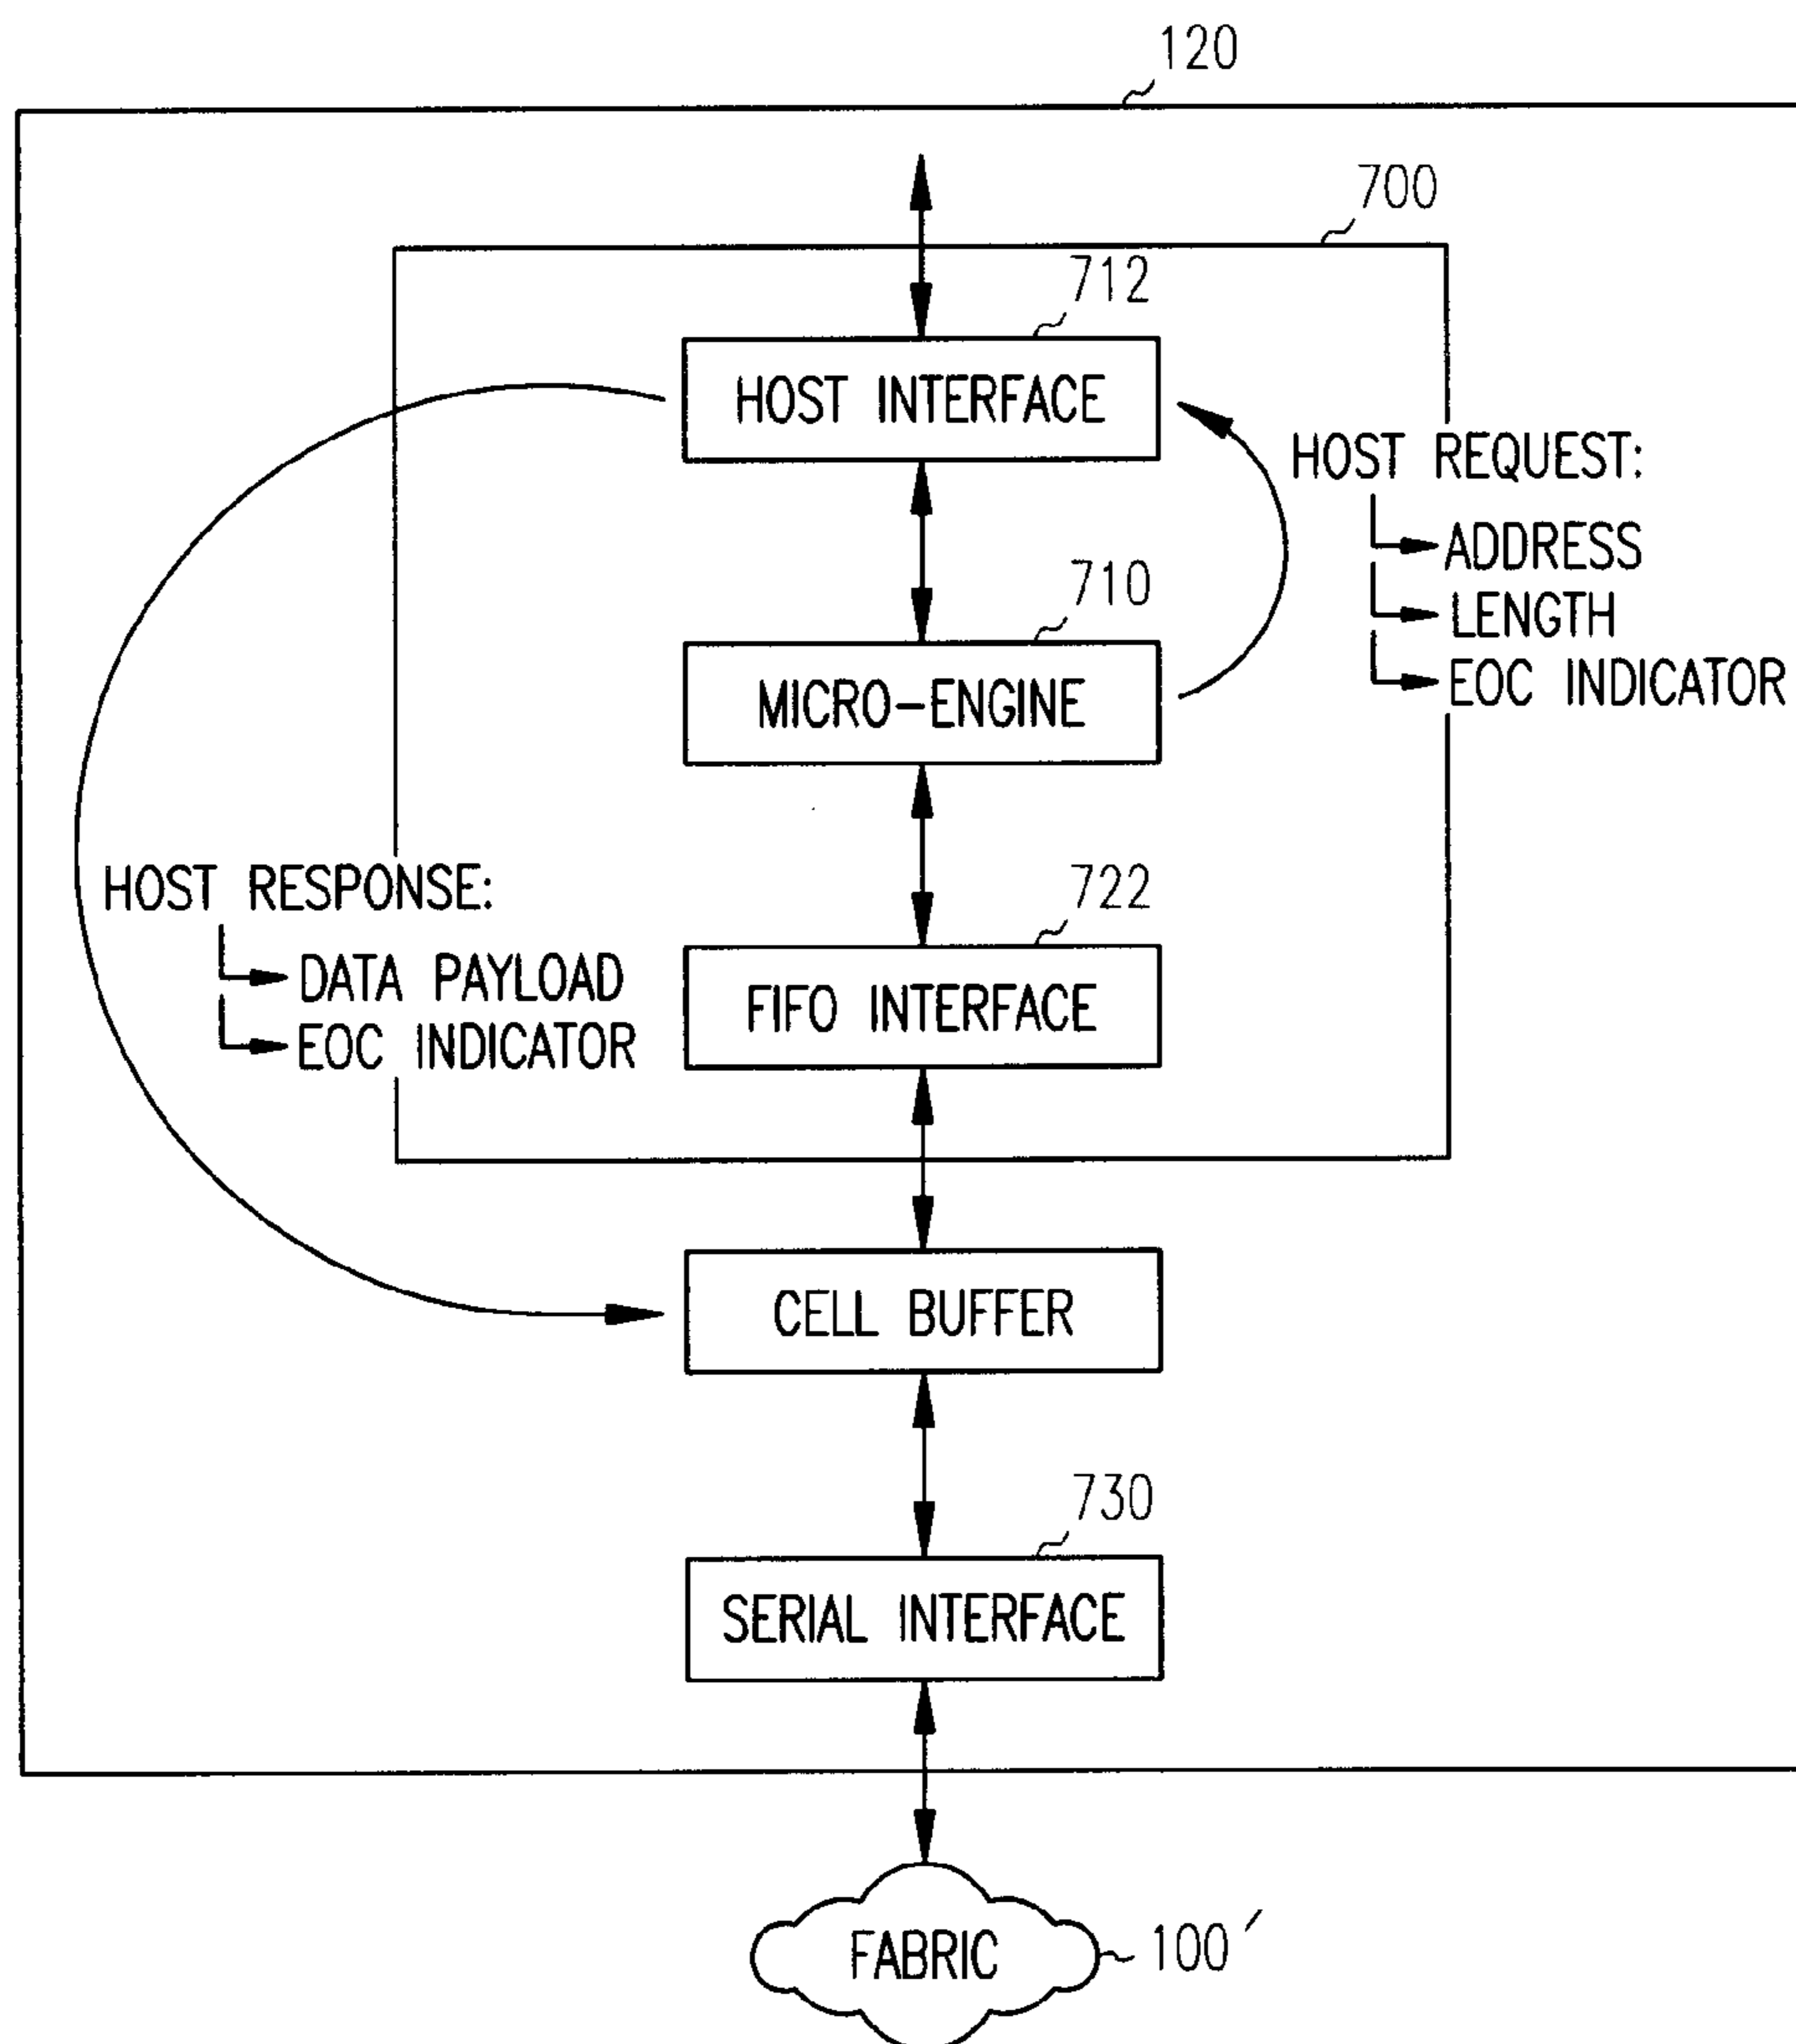 120
700
712
HOST INTERFACE
HOST REQUEST:
ADDRESS
LENGTH
EOC INDICATOR
710
MICRO-ENGINE
HOST RESPONSE:
DATA PAYLOAD
EOC INDICATOR
722
FIFO INTERFACE
CELL BUFFER
730
SERIAL INTERFACE
FABRIC
100'